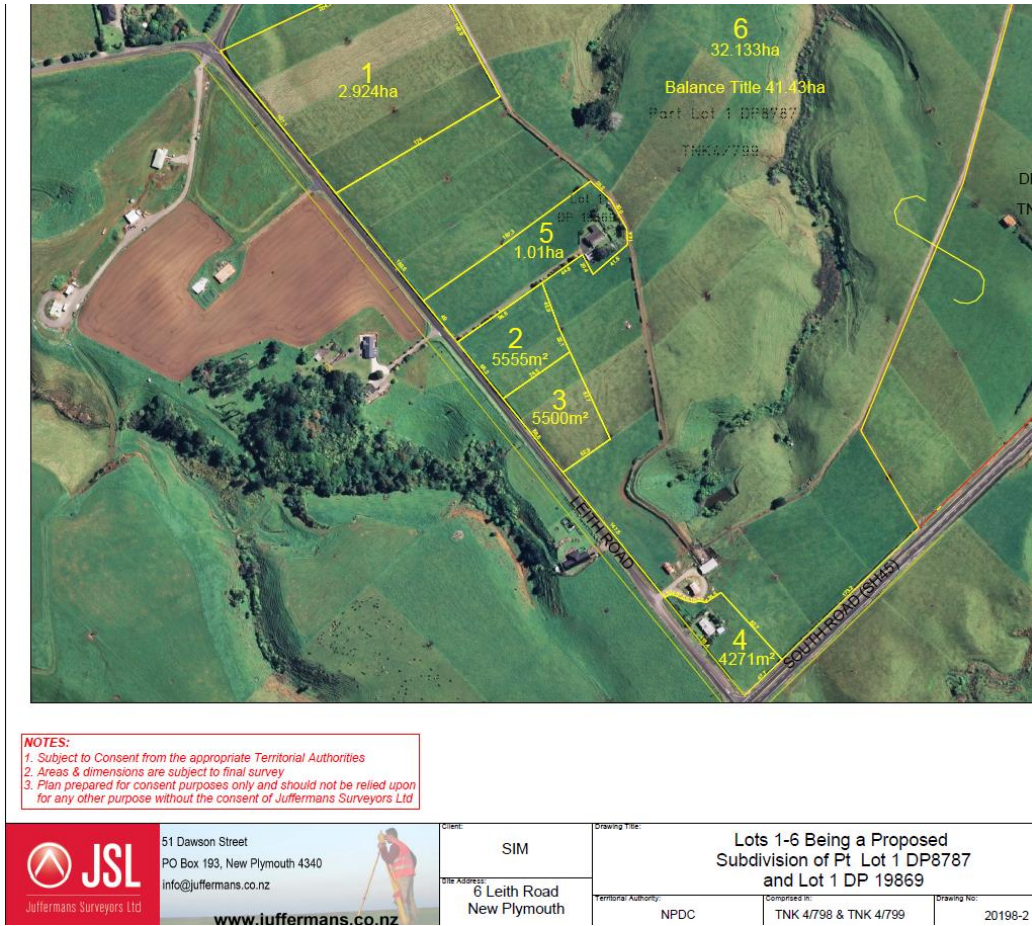 6
32.133ha
Balance Title 41.43ha
Part Lot 1 DP8787
TNK4/799
1
2.924ha
Lot 1
DP 19869
5
1.01ha
2
5555m²
3
5500m²
LEITH ROAD
4
4271m²
SOUTH ROAD (SH45)
NOTES:
1. Subject to Consent from the appropriate Territorial Authorities
2. Areas & dimensions are subject to final survey
3. Plan prepared for consent purposes only and should not be relied upon
for any other purpose without the consent of Juffermans Surveyors Ltd
JSL
Juffermans Surveyors Ltd
51 Dawson Street
PO Box 193, New Plymouth 4340
info@juffermans.co.nz
www.juffermans.co.nz
Client:
SIM
Site Address:
6 Leith Road
New Plymouth
Drawing Title:
Lots 1-6 Being a Proposed
Subdivision of Pt Lot 1 DP8787
and Lot 1 DP 19869
Territorial Authority:
NPDC
Comprised in:
TNK 4/798 & TNK 4/799
Drawing No:
20198-2